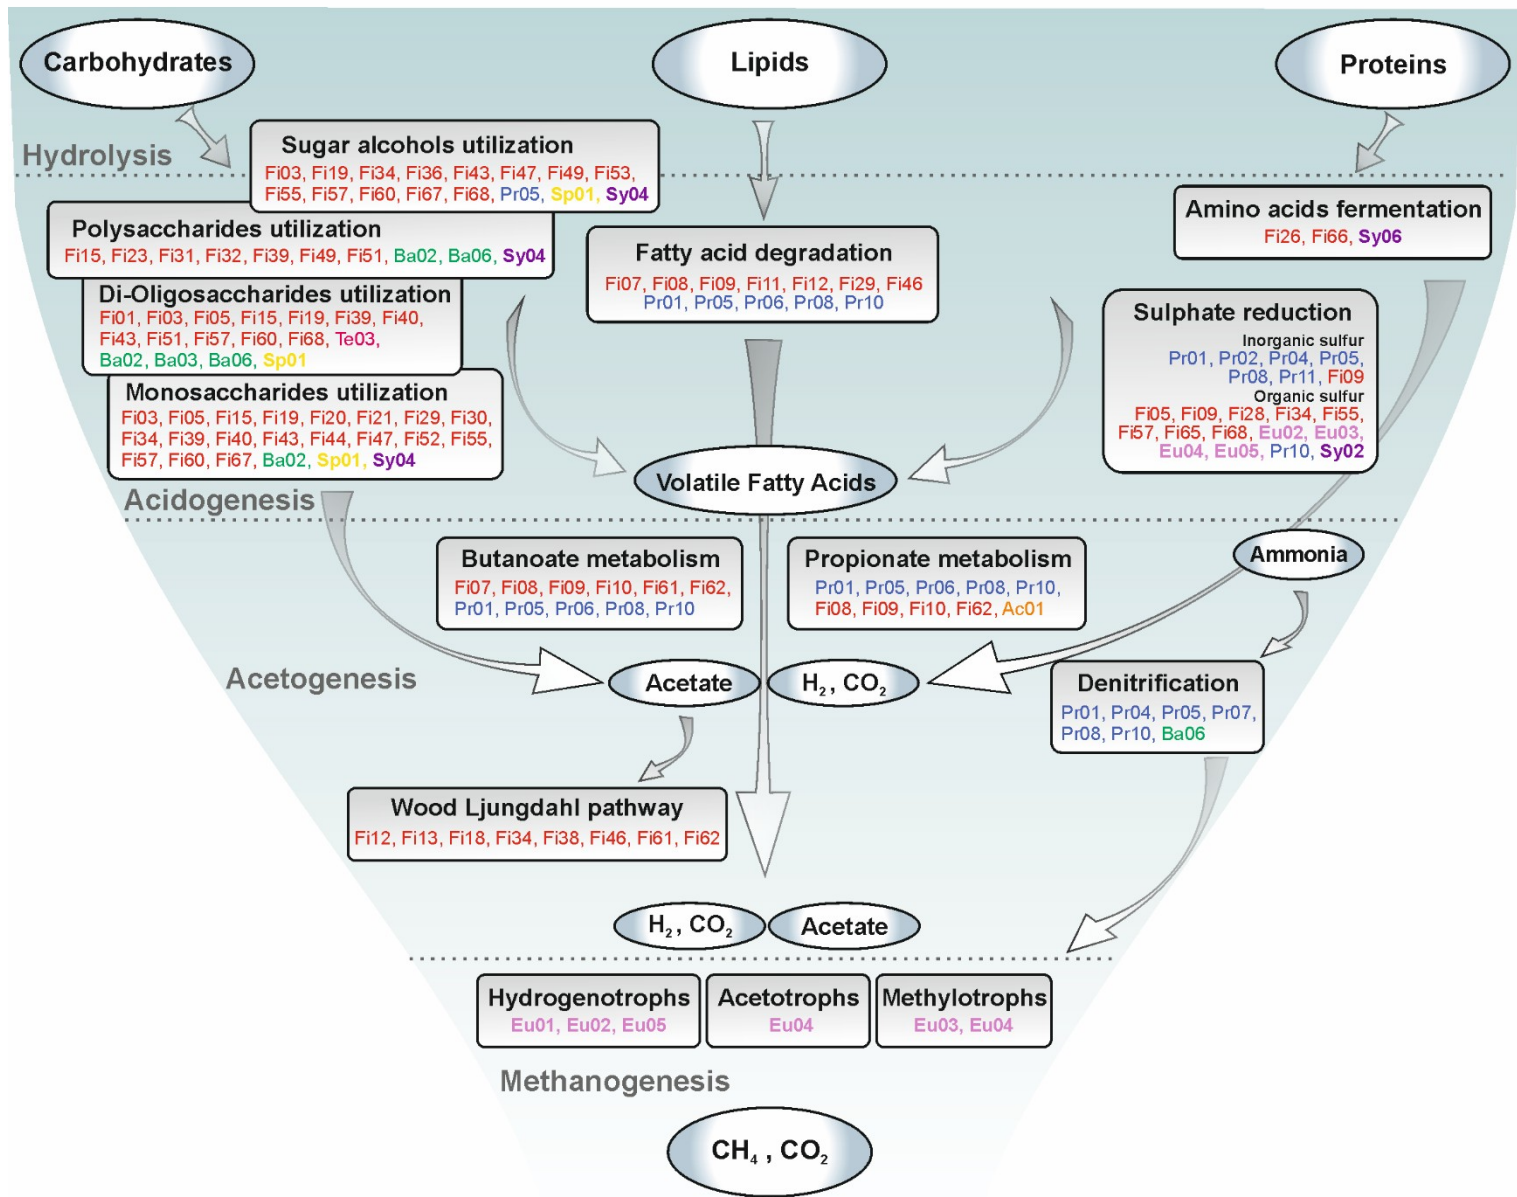 Carbohydrates
Lipids
Proteins
Hydrolysis
Sugar alcohols utilization
Fi03, Fi19, Fi34, Fi36, Fi43, Fi47, Fi49, Fi53,
Fi55, Fi57, Fi60, Fi67, Fi68, Pr05, Sp01, Sy04
Polysaccharides utilization
Fi15, Fi23, Fi31, Fi32, Fi39, Fi49, Fi51, Ba02, Ba06, Sy04
Di-Oligosaccharides utilization
Fi01, Fi03, Fi05, Fi15, Fi19, Fi39, Fi40,
Fi43, Fi51, Fi57, Fi60, Fi68, Te03,
Ba02, Ba03, Ba06, Sp01
Monosaccharides utilization
Fi03, Fi05, Fi15, Fi19, Fi20, Fi21, Fi29, Fi30,
Fi34, Fi39, Fi40, Fi43, Fi44, Fi47, Fi52, Fi55,
Fi57, Fi60, Fi67, Ba02, Sp01, Sy04
Fatty acid degradation
Fi07, Fi08, Fi09, Fi11, Fi12, Fi29, Fi46
Pr01, Pr05, Pr06, Pr08, Pr10
Amino acids fermentation
Fi26, Fi66, Sy06
Sulphate reduction
Inorganic sulfur
Pr01, Pr02, Pr04, Pr05,
Pr08, Pr11, Fi09
Organic sulfur
Fi05, Fi09, Fi28, Fi34, Fi55,
Fi57, Fi65, Fi68, Eu02, Eu03,
Eu04, Eu05, Pr10, Sy02
Volatile Fatty Acids
Acidogenesis
Butanoate metabolism
Fi07, Fi08, Fi09, Fi10, Fi61, Fi62,
Pr01, Pr05, Pr06, Pr08, Pr10
Propionate metabolism
Pr01, Pr05, Pr06, Pr08, Pr10,
Fi08, Fi09, Fi10, Fi62, Ac01
Ammonia
Acetogenesis
Acetate
H₂, CO₂
Denitrification
Pr01, Pr04, Pr05, Pr07,
Pr08, Pr10, Ba06
Wood Ljungdahl pathway
Fi12, Fi13, Fi18, Fi34, Fi38, Fi46, Fi61, Fi62
H₂, CO₂
Acetate
Hydrogenotrophs
Eu01, Eu02, Eu05
Acetotrophs
Eu04
Methylotrophs
Eu03, Eu04
Methanogenesis
CH₄ , CO₂